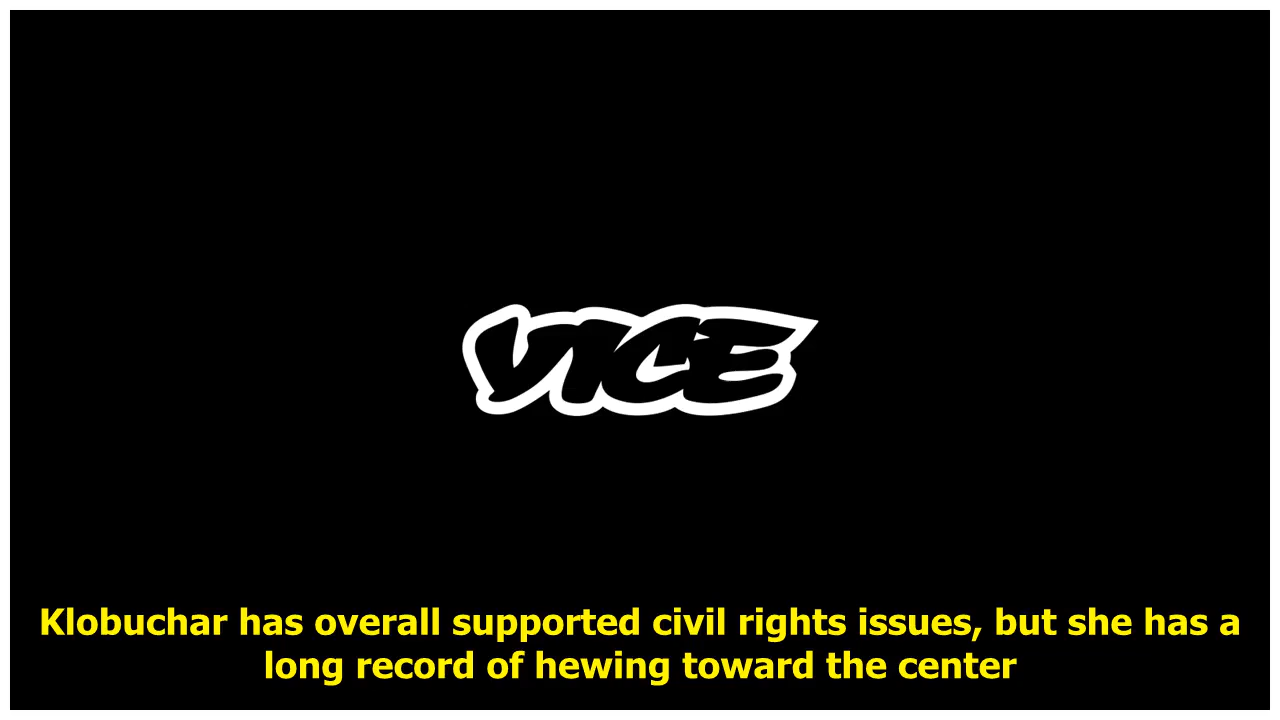 VICE
Klobuchar has overall supported civil rights issues, but she has a
long record of hewing toward the center